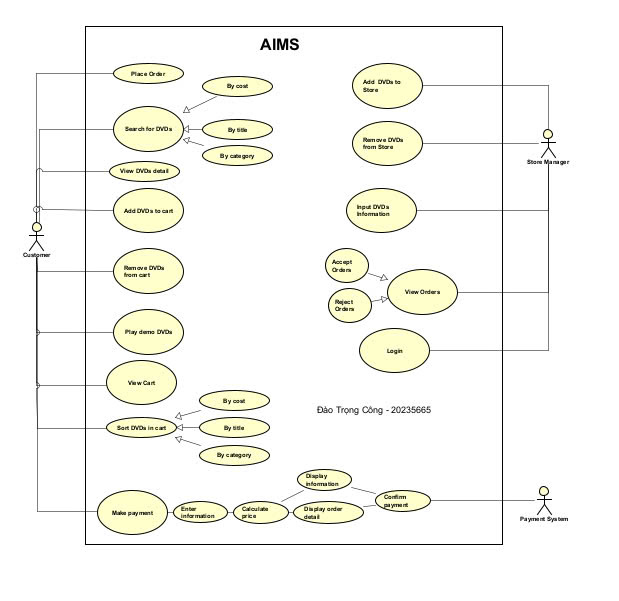 AIMS
Place Order
By cost
Search for DVDs
By title
By category
View DVDs detail
Add DVDs to cart
Customer
Remove DVDs
from cart
Play demo DVDs
View Cart
Sort DVDs in cart
By cost
By title
By category
Make payment
Enter
information
Calculate
price
Display
information
Display order
detail
Confirm
payment
Add DVDs to
Store
Remove DVDs
from Store
Store Manager
Input DVDs
Information
Accept
Orders
Reject
Orders
View Orders
Login
Đào Trọng Công - 20235665
Payment System